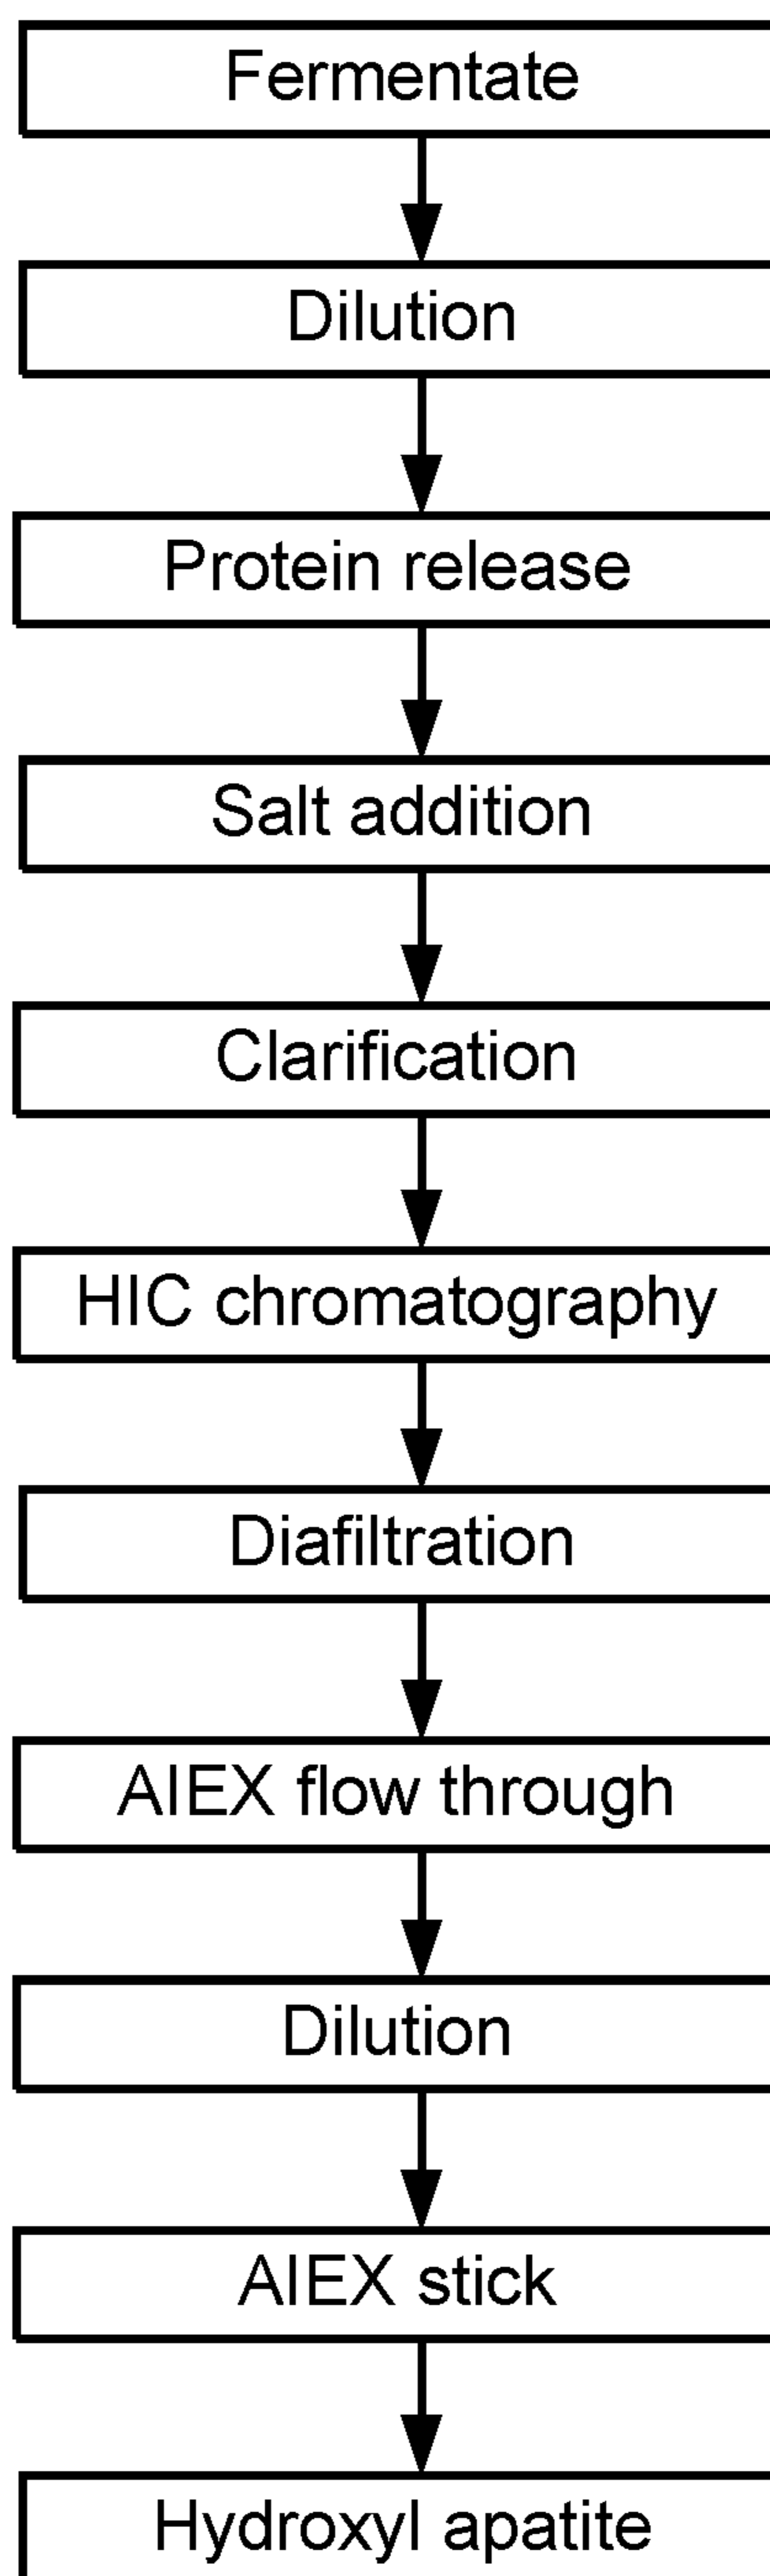 Fermentate
Dilution
Protein release
Salt addition
Clarification
HIC chromatography
Diafiltration
AIEX flow through
Dilution
AIEX stick
Hydroxyl apatite